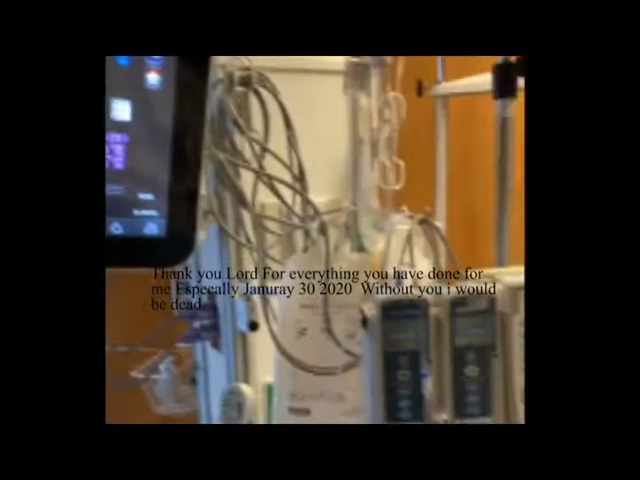 Thank you Lord For everything you have done for
me Especally Januray 30 2020  Without you i would
be dead.